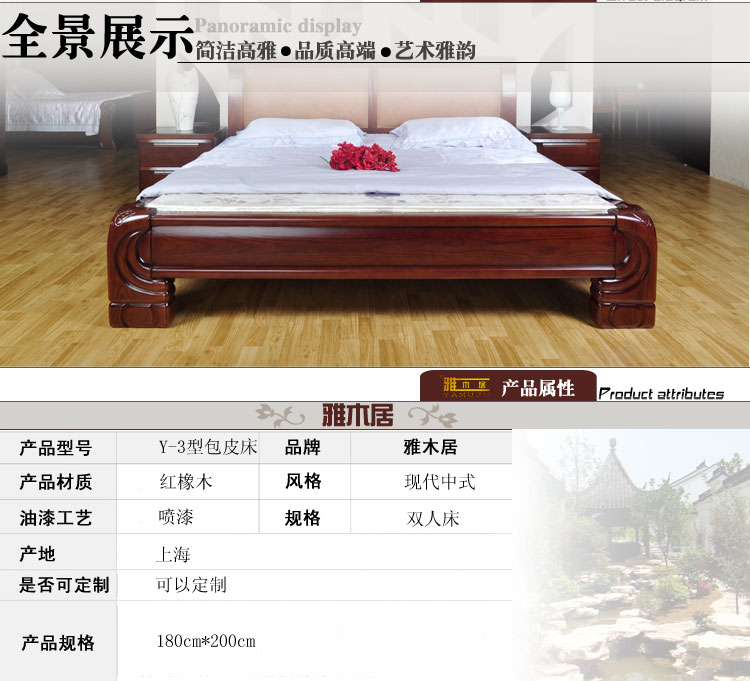 全景展示
Panoramic display
简洁高雅●品质高端●艺术雅韵
雅木居
YAMUJU
产品属性
Product attributes
雅木居
产品型号 Y-3型包皮床 品牌 雅木居
产品材质 红橡木 风格 现代中式
油漆工艺 喷漆 规格 双人床
产地 上海
是否可定制 可以定制
产品规格 180cm*200cm